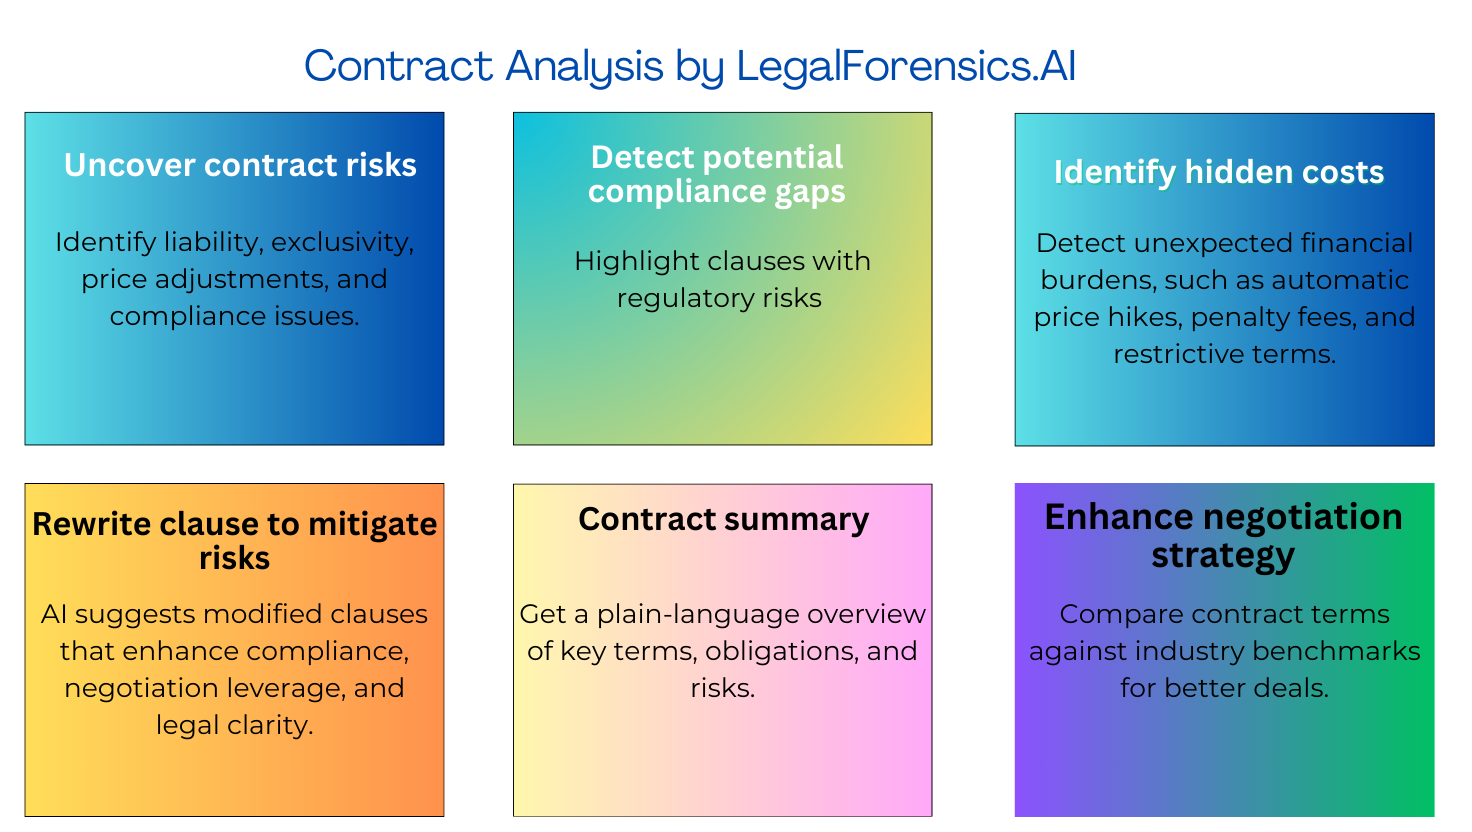 Contract Analysis by LegalForensics.AI
Uncover contract risks
Identify liability, exclusivity,
price adjustments, and
compliance issues.
Detect potential
compliance gaps
Highlight clauses with
regulatory risks
Identify hidden costs
Detect unexpected financial
burdens, such as automatic
price hikes, penalty fees, and
restrictive terms.
Rewrite clause to mitigate
risks
AI suggests modified clauses
that enhance compliance,
negotiation leverage, and
legal clarity.
Contract summary
Get a plain-language overview
of key terms, obligations, and
risks.
Enhance negotiation
strategy
Compare contract terms
against industry benchmarks
for better deals.